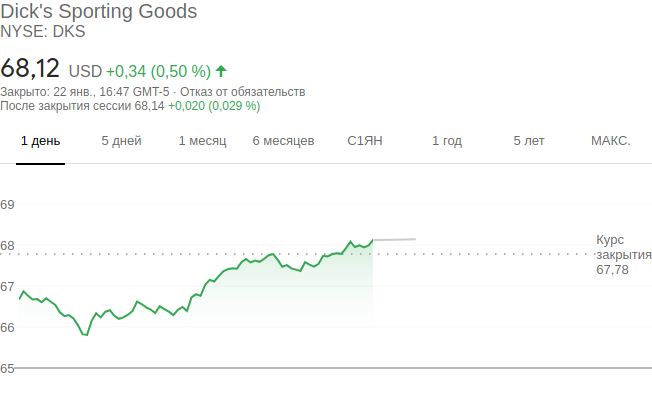 Dick's Sporting Goods
NYSE: DKS
68,12 USD +0,34 (0,50 %)
Закрыто: 22 янв., 16:47 GMT-5 · Отказ от обязательств
После закрытия сессии 68,14 +0,020 (0,029 %)
1 день 5 дней 1 месяц 6 месяцев С1ЯН 1 год 5 лет МАКС.
69
68
67
66
65
Курс
закрытия
67,78